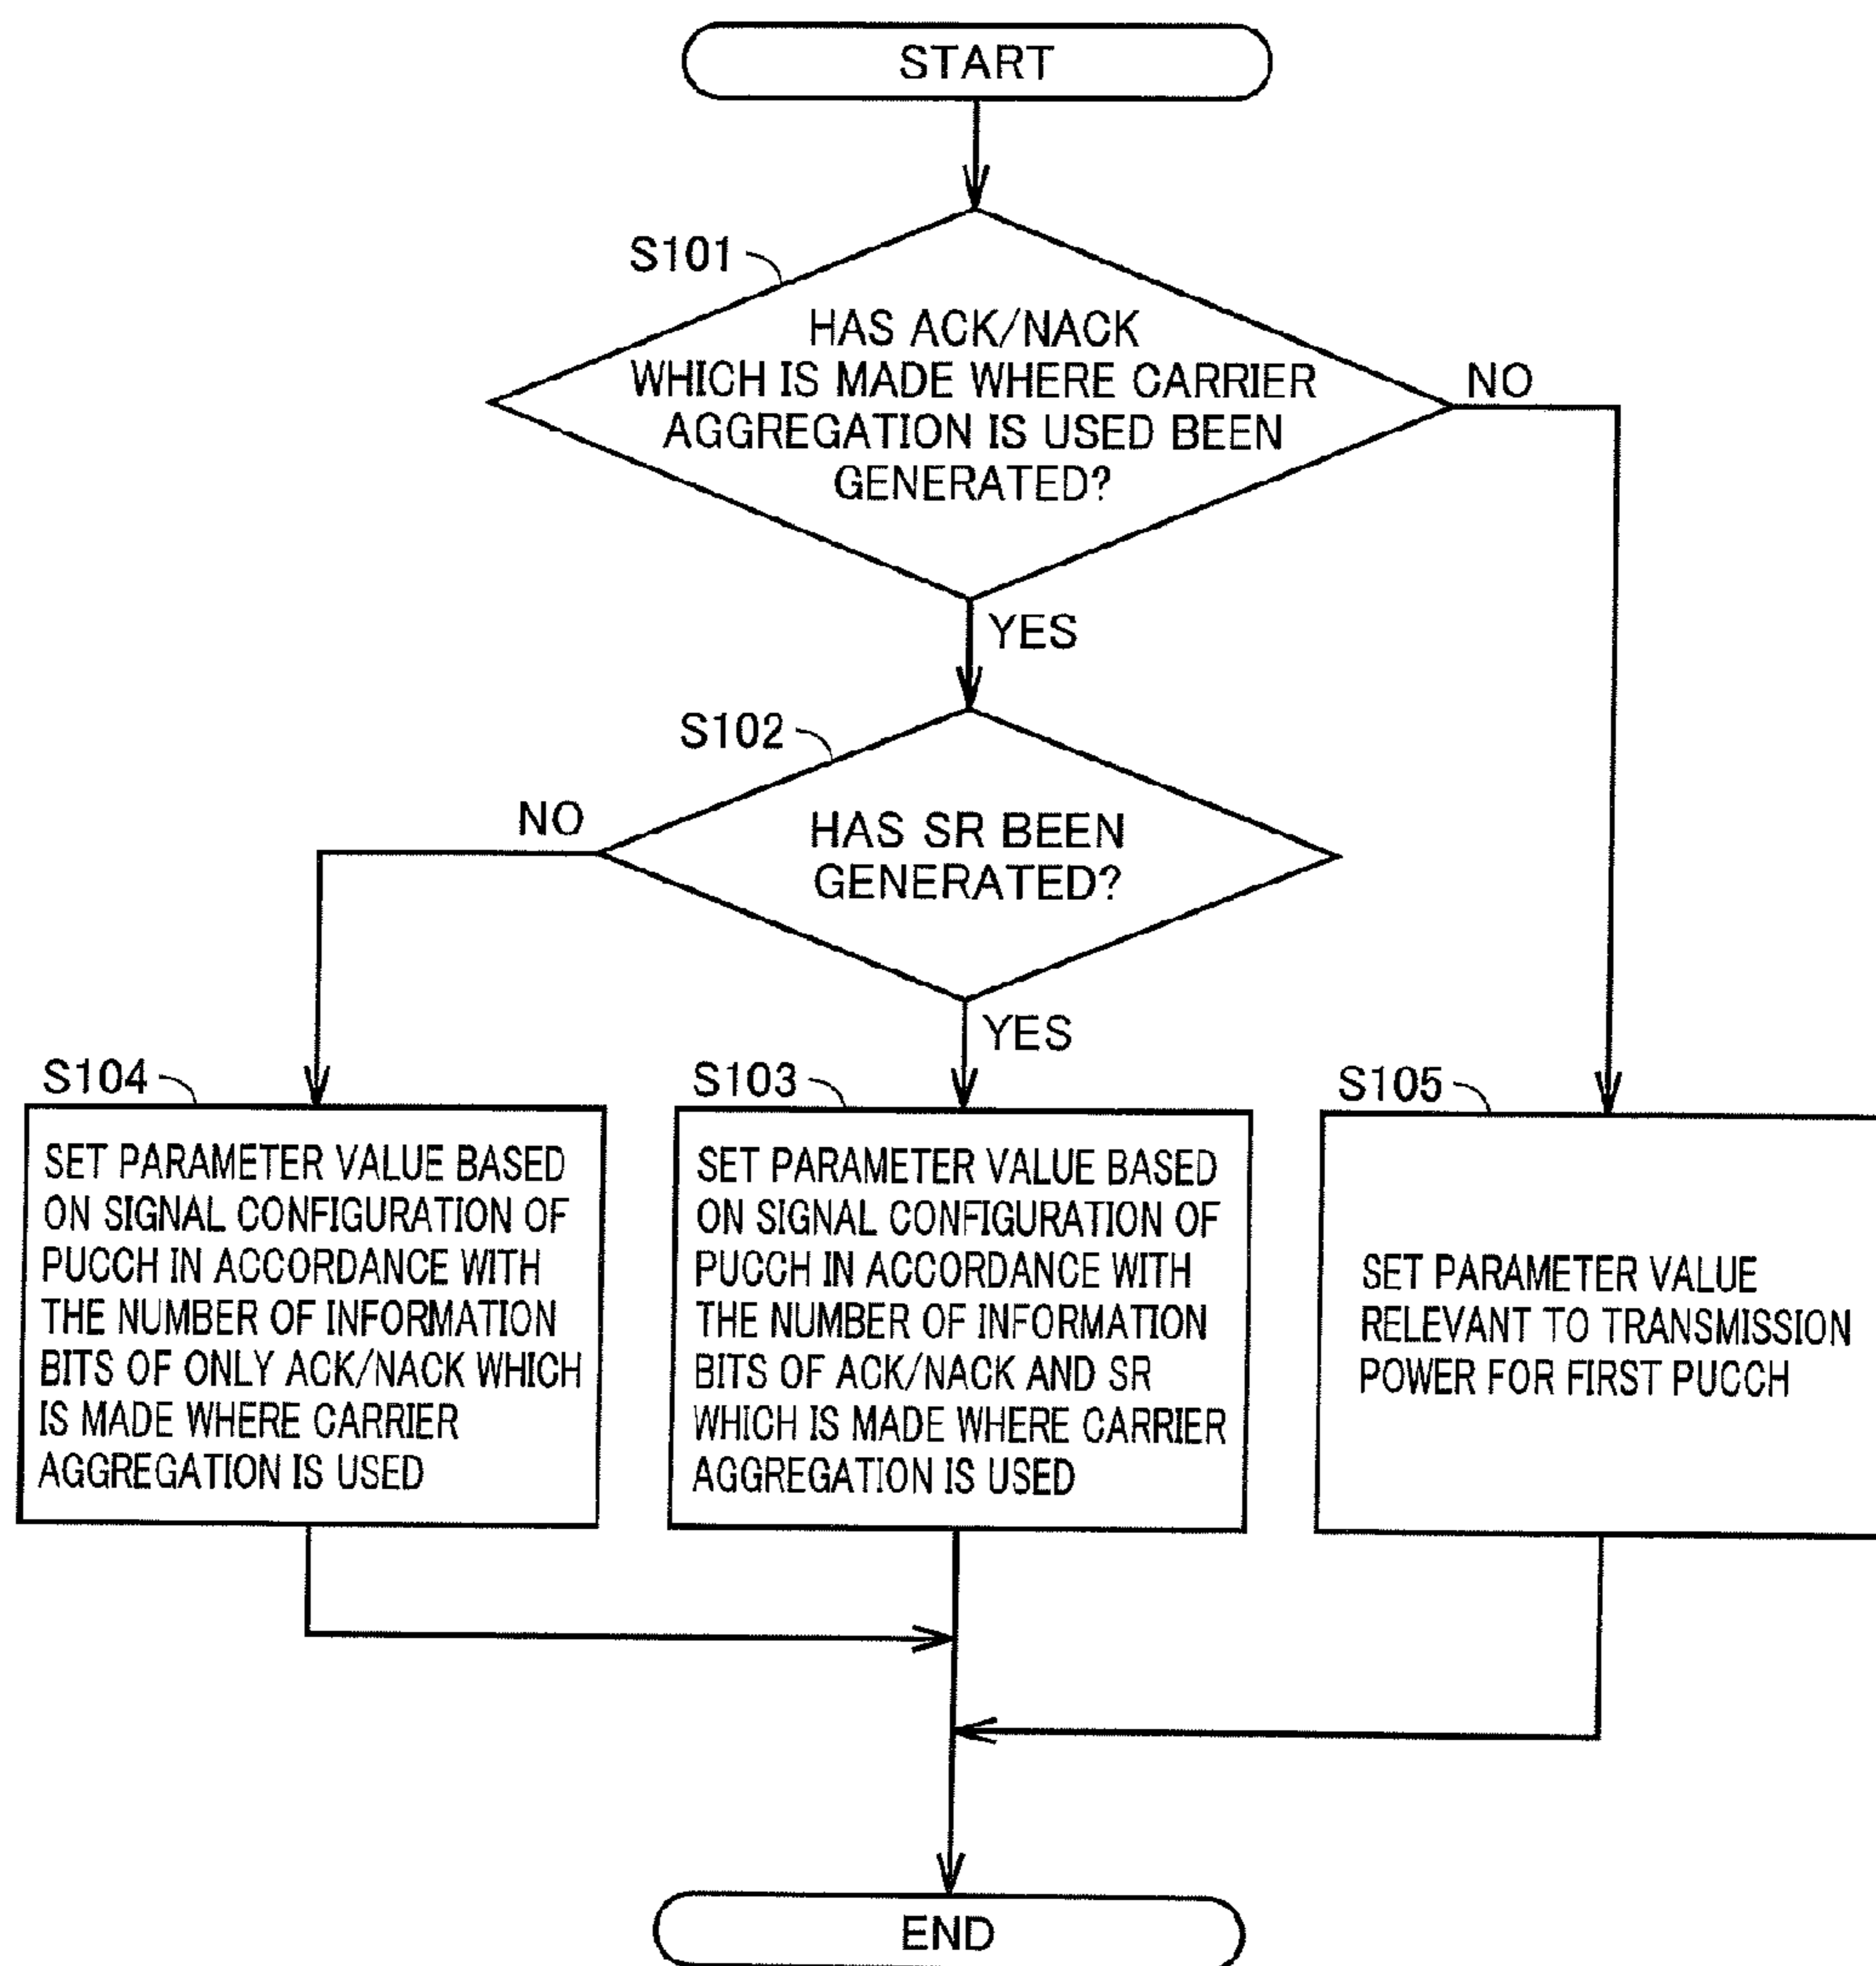 START
S101
HAS ACK/NACK
WHICH IS MADE WHERE CARRIER
AGGREGATION IS USED BEEN
GENERATED?
NO
YES
S102
NO
HAS SR BEEN
GENERATED?
YES
S104
SET PARAMETER VALUE BASED
ON SIGNAL CONFIGURATION OF
PUCCH IN ACCORDANCE WITH
THE NUMBER OF INFORMATION
BITS OF ONLY ACK/NACK WHICH
IS MADE WHERE CARRIER
AGGREGATION IS USED
S103
SET PARAMETER VALUE BASED
ON SIGNAL CONFIGURATION OF
PUCCH IN ACCORDANCE WITH
THE NUMBER OF INFORMATION
BITS OF ACK/NACK AND SR
WHICH IS MADE WHERE CARRIER
AGGREGATION IS USED
S105
SET PARAMETER VALUE
RELEVANT TO TRANSMISSION
POWER FOR FIRST PUCCH
END